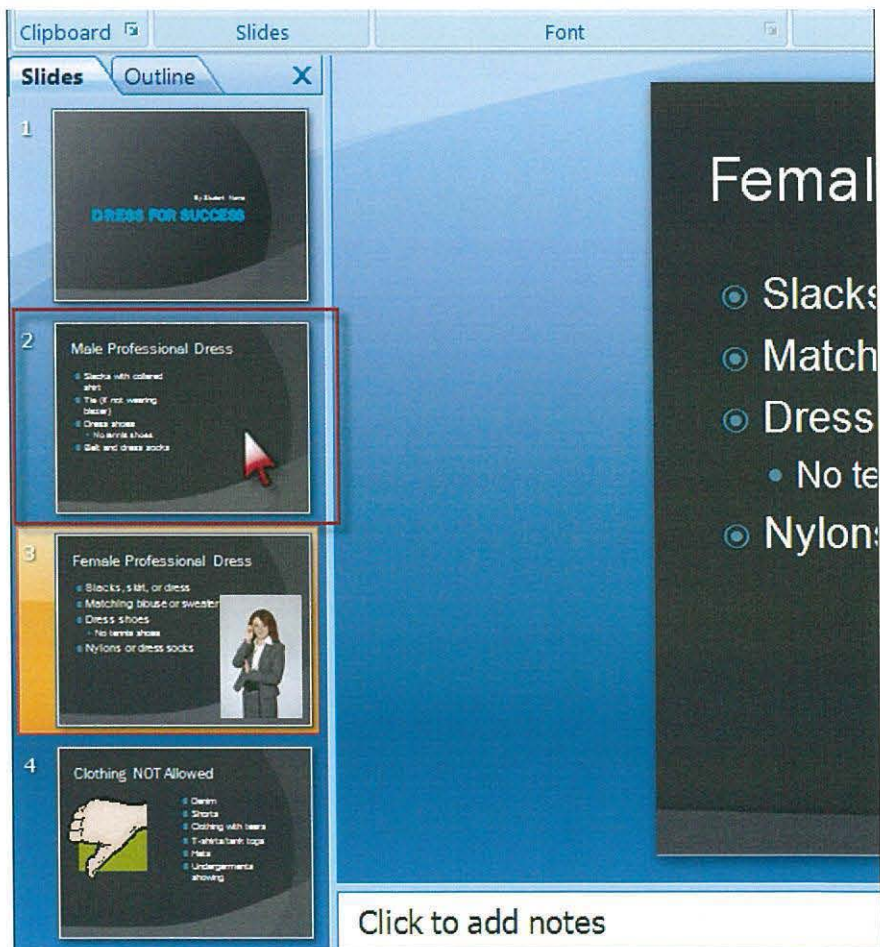 Clipboard
Slides
Font
Slides
Outline
X
1
By Student Name
DRESS FOR SUCCESS
2
Male Professional Dress
Slacks with collared
shirt
Tie (if not wearing
blazer)
Dress shoes
No tennis shoes
Belt and dress socks
3
Female Professional Dress
Slacks, skirt, or dress
Matching blouse or sweater
Dress shoes
No tennis shoes
Nylons or dress socks
4
Clothing NOT Allowed
Denim
Shorts
Clothing with tears
T-shirts/tank tops
Hats
Undergarments
showing
Femal
Slacks
Match
Dress
No te
Nylons
Click to add notes